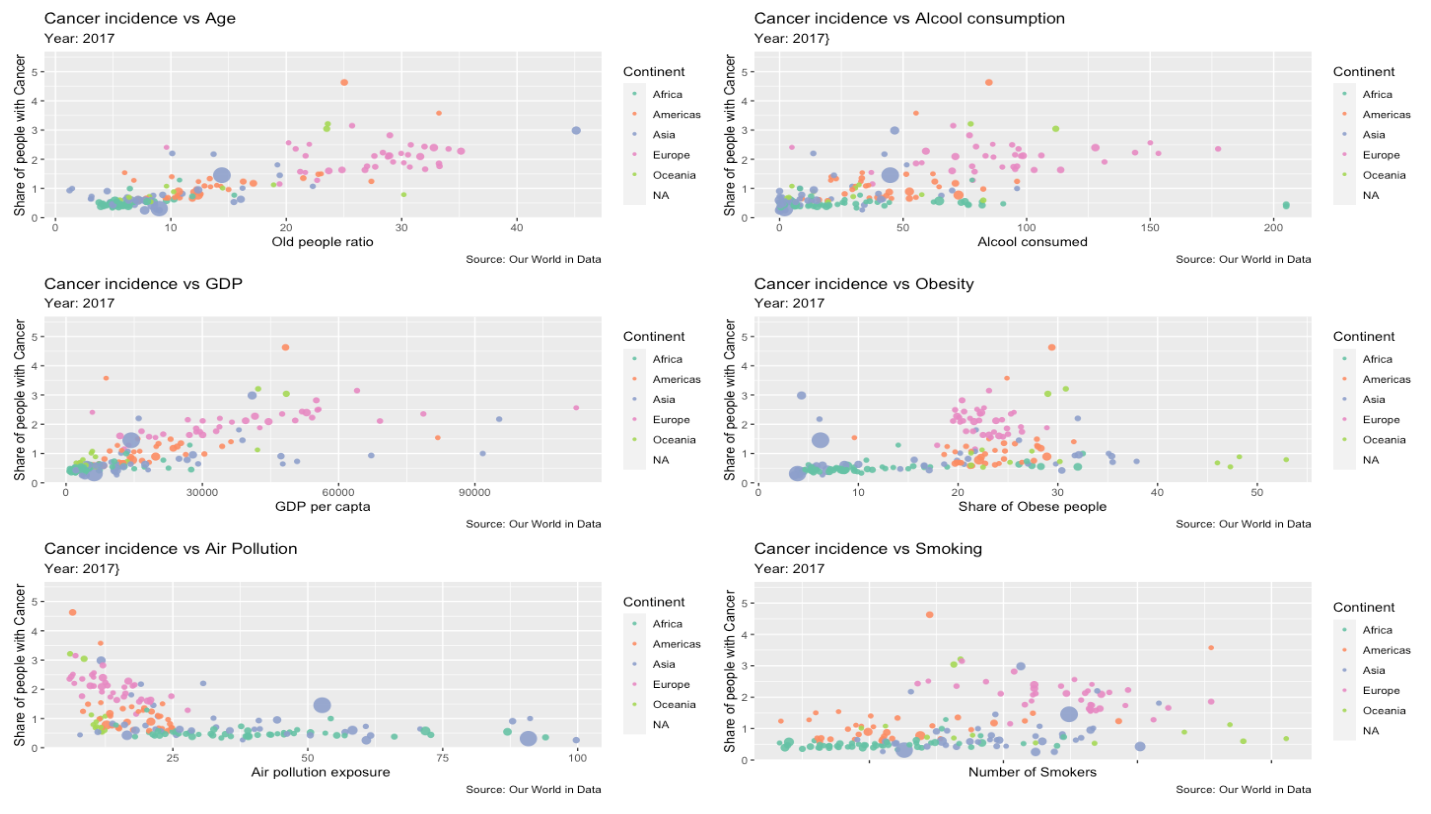 Cancer incidence vs Age
Year: 2017
Share of people with Cancer
5
4
3
2
1
0
0 10 20 30 40
Old people ratio
Source: Our World in Data
Continent
Africa
Americas
Asia
Europe
Oceania
NA
Cancer incidence vs Alcool consumption
Year: 2017}
Share of people with Cancer
5
4
3
2
1
0
0 50 100 150 200
Alcool consumed
Source: Our World in Data
Continent
Africa
Americas
Asia
Europe
Oceania
NA
Cancer incidence vs GDP
Year: 2017
Share of people with Cancer
5
4
3
2
1
0
0 30000 60000 90000
GDP per capta
Source: Our World in Data
Continent
Africa
Americas
Asia
Europe
Oceania
NA
Cancer incidence vs Obesity
Year: 2017
Share of people with Cancer
5
4
3
2
1
0
0 10 20 30 40 50
Share of Obese people
Source: Our World in Data
Continent
Africa
Americas
Asia
Europe
Oceania
NA
Cancer incidence vs Air Pollution
Year: 2017}
Share of people with Cancer
5
4
3
2
1
0
25 50 75 100
Air pollution exposure
Source: Our World in Data
Continent
Africa
Americas
Asia
Europe
Oceania
NA
Cancer incidence vs Smoking
Year: 2017
Share of people with Cancer
5
4
3
2
1
0
Number of Smokers
Source: Our World in Data
Continent
Africa
Americas
Asia
Europe
Oceania
NA